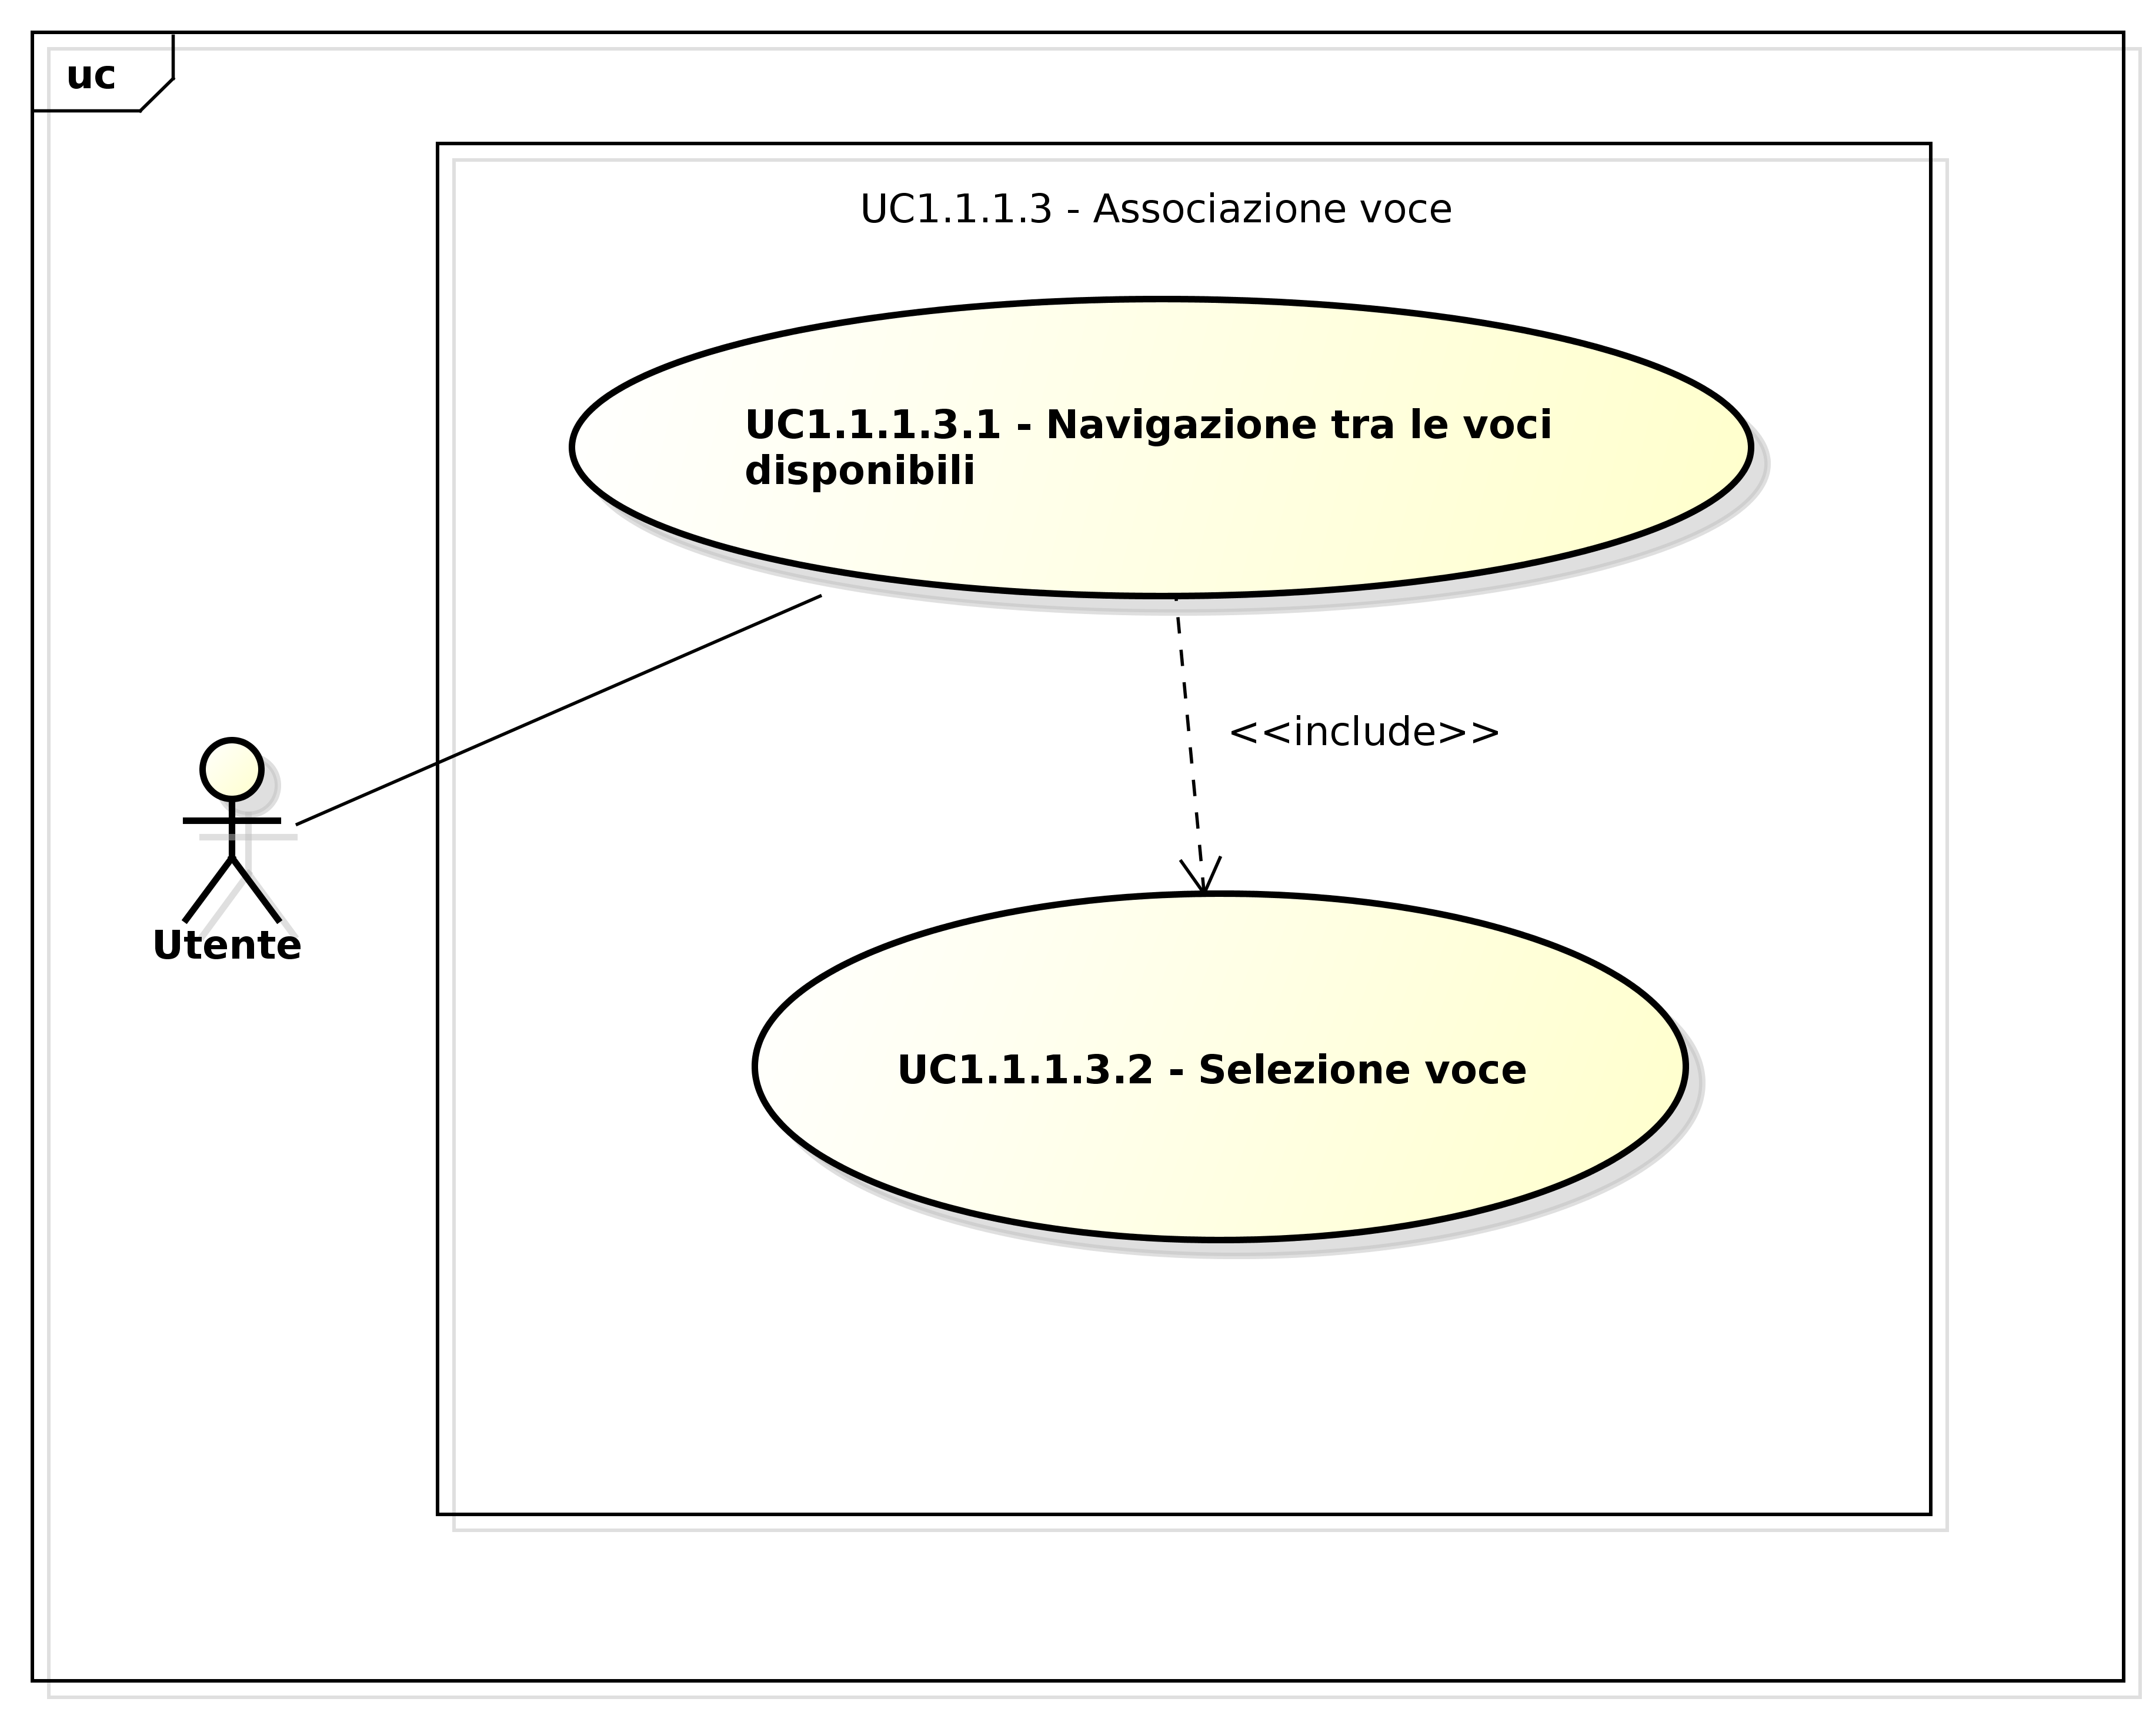 uc
UC1.1.1.3 - Associazione voce
UC1.1.1.3.1 - Navigazione tra le voci
disponibili
<<include>>
Utente
UC1.1.1.3.2 - Selezione voce